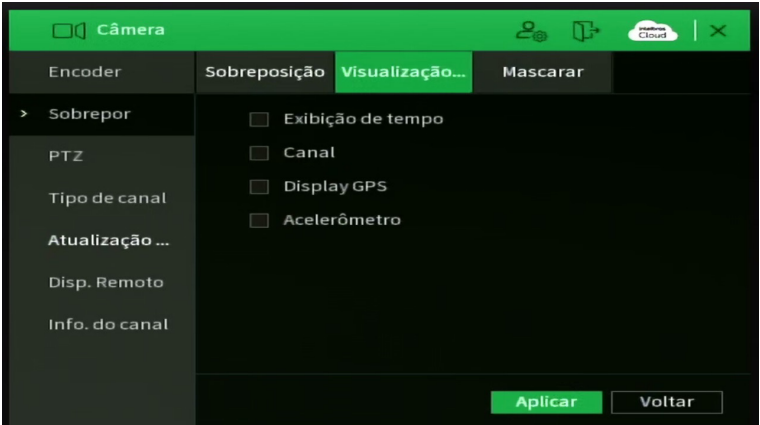 Câmera
intelbras
Cloud
Encoder
Sobreposição Visualização... Mascarar
> Sobrepor
Exibição de tempo
PTZ
Canal
Tipo de canal
Display GPS
Acelerômetro
Atualização ...
Disp. Remoto
Info. do canal
Aplicar Voltar